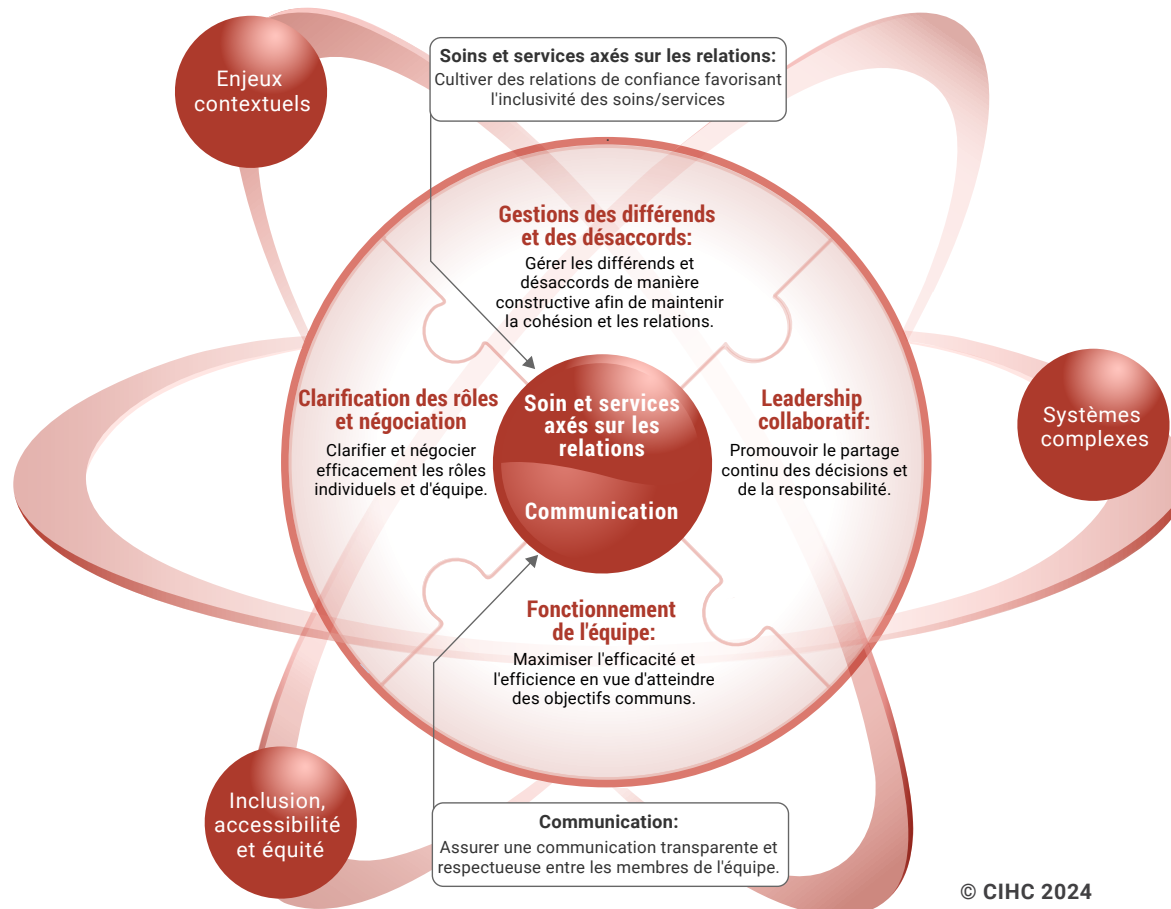 Soins et services axés sur les relations:
Cultiver des relations de confiance favorisant
l'inclusivité des soins/services
Enjeux
contextuels
Gestions des différends
et des désaccords:
Gérer les différends et
désaccords de manière
constructive afin de maintenir
la cohésion et les relations.
Clarification des rôles
et négociation
Clarifier et négocier
efficacement les rôles
individuels et d'équipe.
Soin et services
axés sur les
relations
Communication
Leadership
collaboratif:
Promouvoir le partage
continu des décisions et
de la responsabilité.
Systèmes
complexes
Fonctionnement
de l'équipe:
Maximiser l'efficacité et
l'efficience en vue d'atteindre
des objectifs communs.
Inclusion,
accessibilité
et équité
Communication:
Assurer une communication transparente et
respectueuse entre les membres de l'équipe.
© CIHC 2024